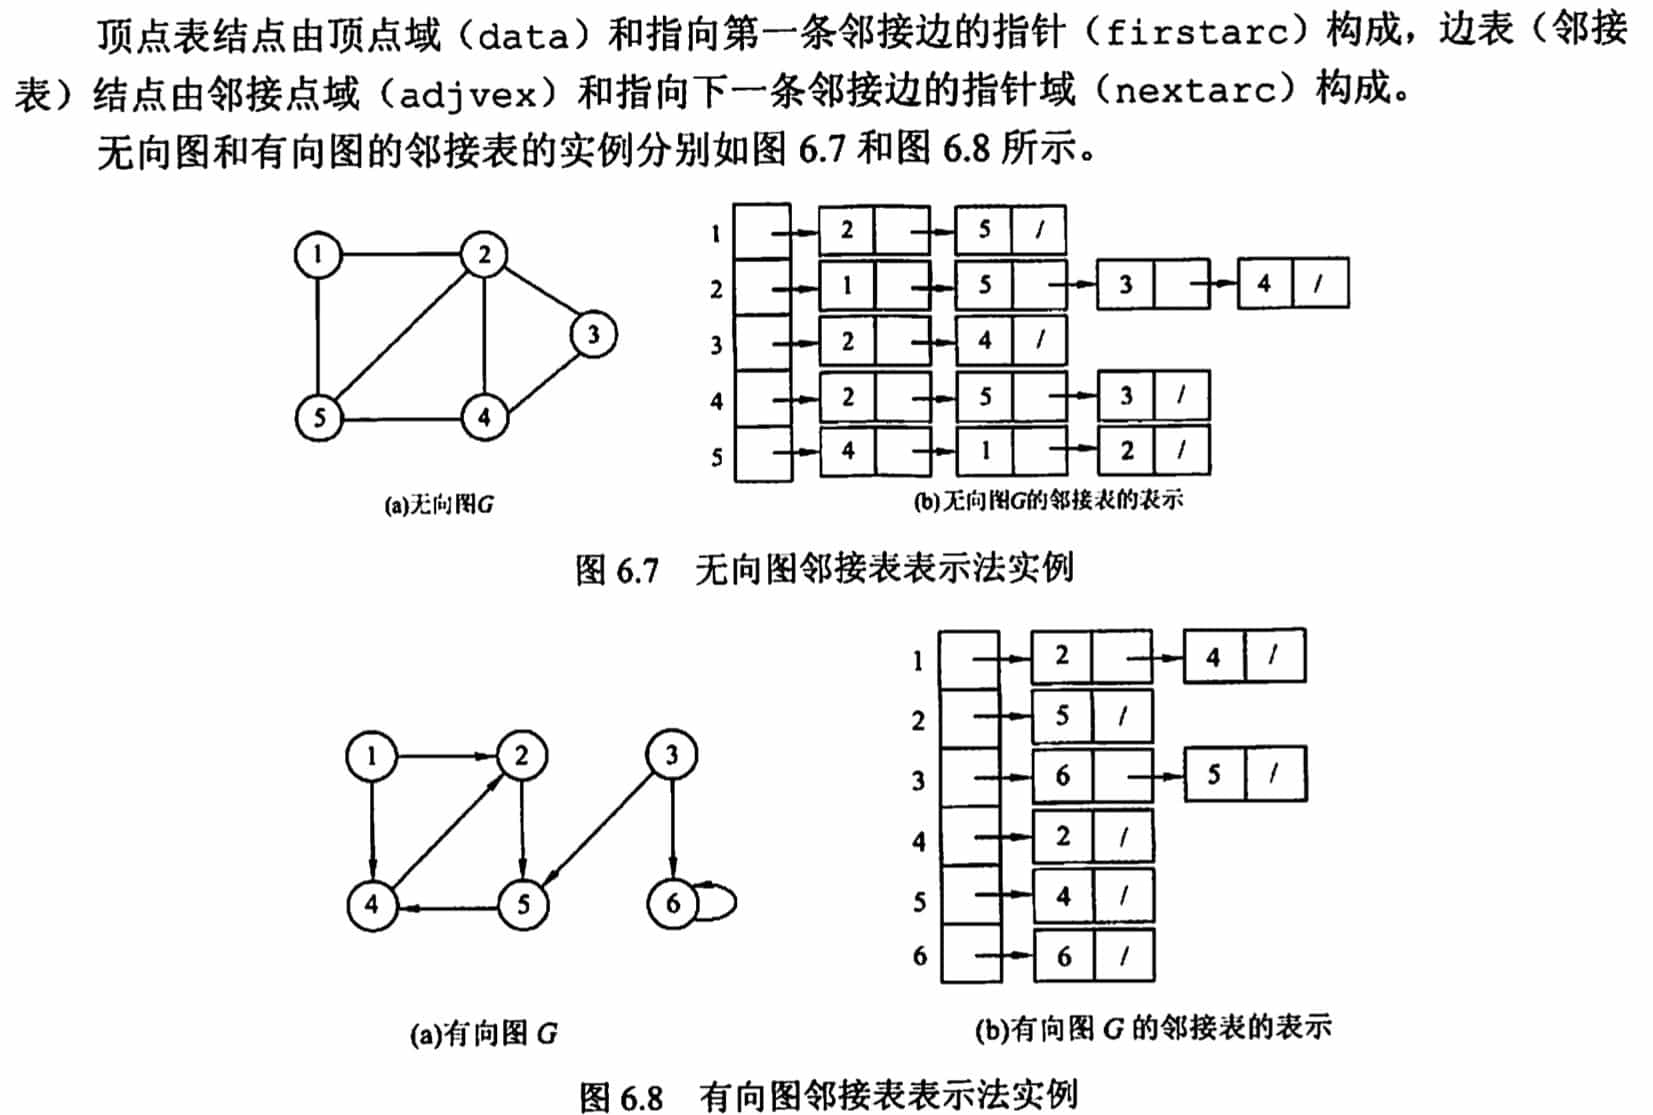 顶点表结点由顶点域（data）和指向第一条邻接边的指针（firstarc）构成，边表（邻接
表）结点由邻接点域（adjvex）和指向下一条邻接边的指针域（nextarc）构成。
无向图和有向图的邻接表的实例分别如图 6.7 和图 6.8 所示。
1 2
3
5 4
(a)无向图G
1 2 5 /
2 1 5 3 4 /
3 2 4 /
4 2 5 3 /
5 4 1 2 /
(b)无向图G的邻接表的表示
图 6.7 无向图邻接表表示法实例
1 2 3
4 5 6
(a)有向图 G
1 2 4 /
2 5 /
3 6 5 /
4 2 /
5 4 /
6 6 /
(b)有向图 G 的邻接表的表示
图 6.8 有向图邻接表表示法实例